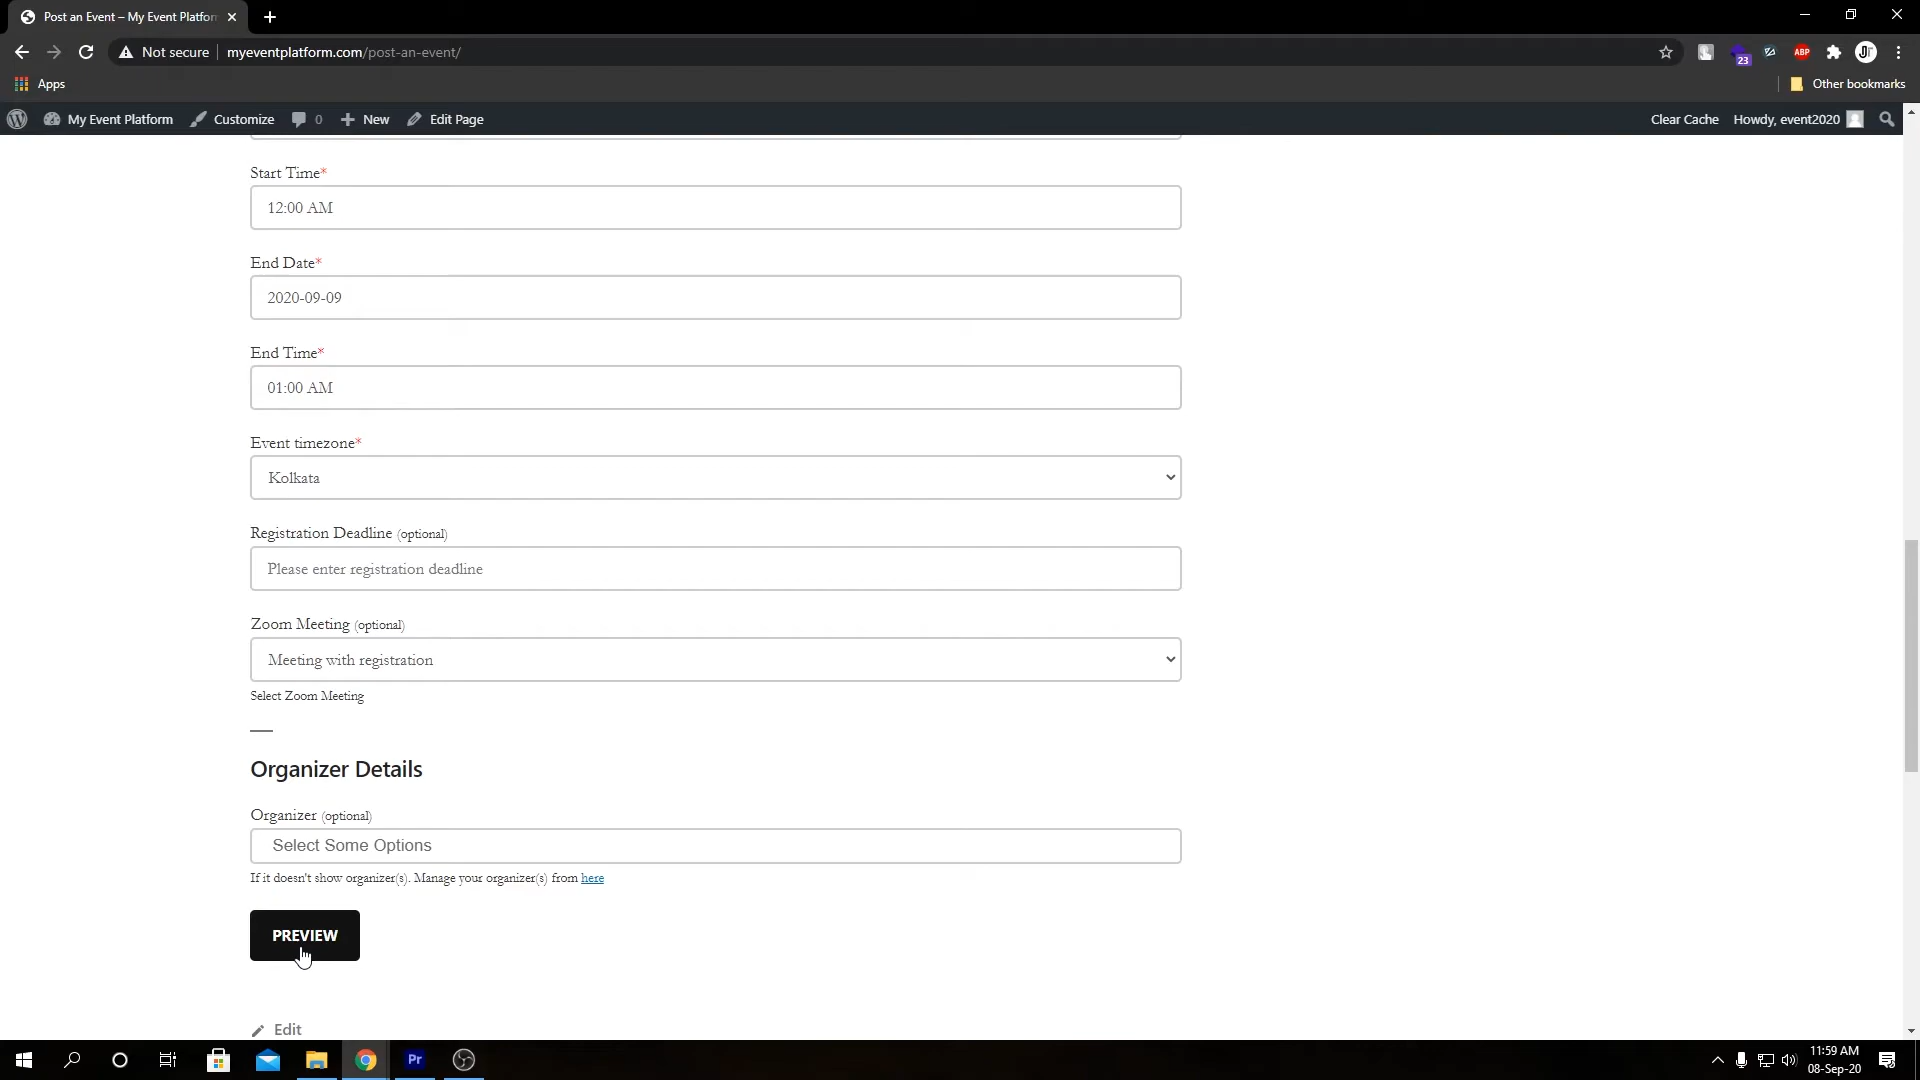 Post an Event – My Event Platform
Not secure
myeventplatform.com/post-an-event/
23
ABP
Apps
Other bookmarks
My Event Platform
Customize
0
New
Edit Page
Clear Cache
Howdy, event2020
Start Time*
12:00 AM
End Date*
2020-09-09
End Time*
01:00 AM
Event timezone*
Kolkata
Registration Deadline (optional)
Please enter registration deadline
Zoom Meeting (optional)
Meeting with registration
Select Zoom Meeting
Organizer Details
Organizer (optional)
Select Some Options
If it doesn't show organizer(s). Manage your organizer(s) from here
PREVIEW
Edit
Pr
11:59 AM
08-Sep-20